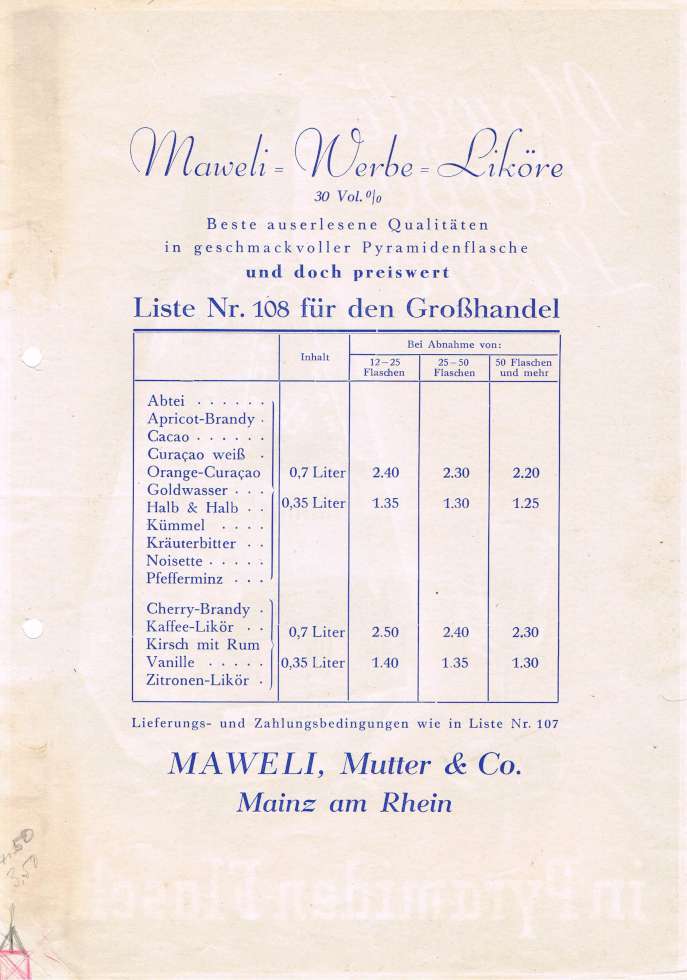 Maweli = Werbe = Liköre
30 Vol. %
Beste auserlesene Qualitäten
in geschmackvoller Pyramidenflasche
und doch preiswert
Liste Nr. 108 für den Großhandel
Inhalt
Bei Abnahme von:
12–25 Flaschen
25–50 Flaschen
50 Flaschen und mehr
Abtei . . . . . .
Apricot-Brandy .
Cacao . . . . . .
Curaçao weiß .
Orange-Curaçao 0,7 Liter 2.40 2.30 2.20
Goldwasser . . .
Halb & Halb . . 0,35 Liter 1.35 1.30 1.25
Kümmel . . . .
Kräuterbitter . .
Noisette . . . . .
Pfefferminz . . .
Cherry-Brandy .
Kaffee-Likör . . 0,7 Liter 2.50 2.40 2.30
Kirsch mit Rum
Vanille . . . . . 0,35 Liter 1.40 1.35 1.30
Zitronen-Likör .
Lieferungs- und Zahlungsbedingungen wie in Liste Nr. 107
MAWELI, Mutter & Co.
Mainz am Rhein
3,50
in Pyramiden-Flasch